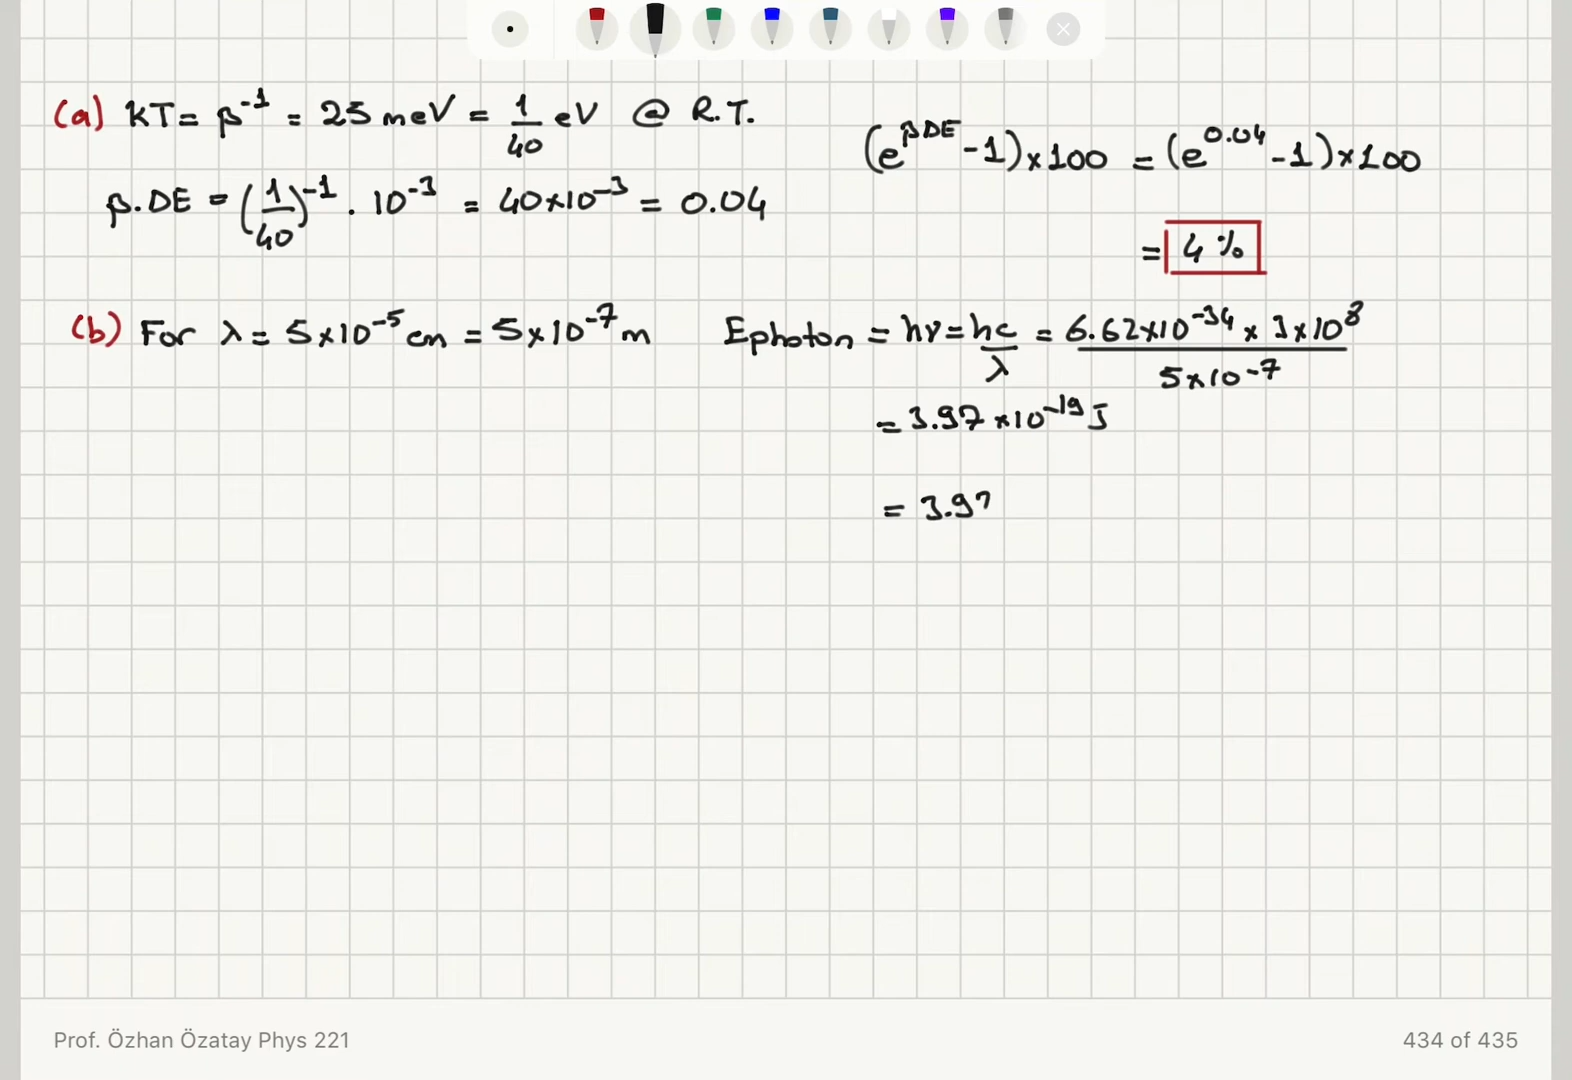 (a) kT = β⁻¹ = 25 meV = 1/40 eV @ R.T.
β.DE = (1/40)⁻¹ . 10⁻³ = 40x10⁻³ = 0.04
(e^βDE - 1) x 100 = (e^0.04 - 1) x 100
= 4 %
(b) For λ = 5x10⁻⁵ cm = 5x10⁻⁷ m
Ephoton = hν = hc/λ = 6.62x10⁻³⁴ x 3x10⁸ / 5x10⁻⁷
= 3.97 x10⁻¹⁹ J
= 3.97
Prof. Özhan Özatay Phys 221
434 of 435